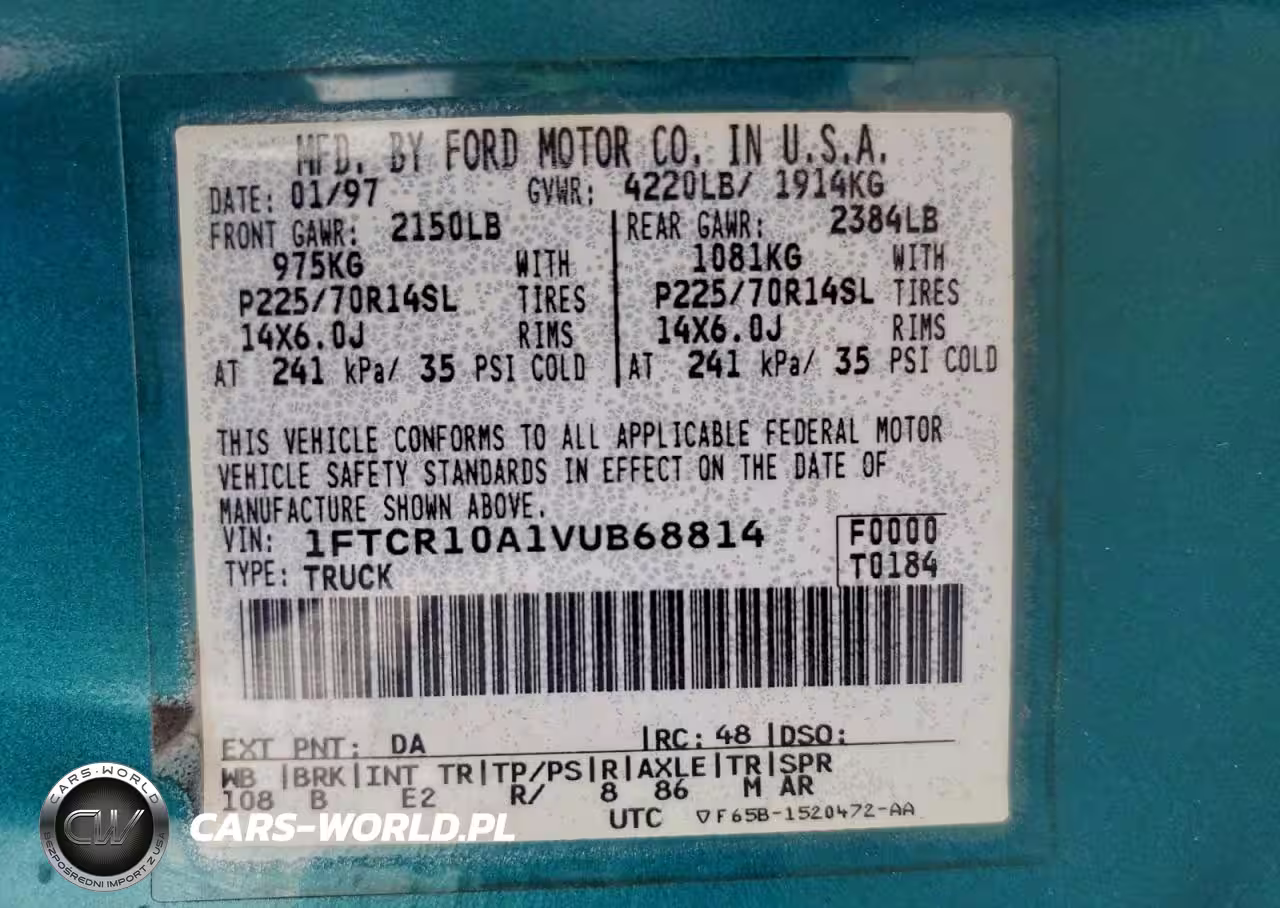 MFD. BY FORD MOTOR CO. IN U.S.A.
DATE: 01/97 GVWR: 4220LB/ 1914KG
FRONT GAWR: 2150LB REAR GAWR: 2384LB
975KG WITH 1081KG WITH
P225/70R14SL TIRES P225/70R14SL TIRES
14X6.0J RIMS 14X6.0J RIMS
AT 241 kPa/ 35 PSI COLD AT 241 kPa/ 35 PSI COLD
THIS VEHICLE CONFORMS TO ALL APPLICABLE FEDERAL MOTOR
VEHICLE SAFETY STANDARDS IN EFFECT ON THE DATE OF
MANUFACTURE SHOWN ABOVE.
VIN: 1FTCR10A1VUB68814 F0000
TYPE: TRUCK T0184
EXT PNT: DA |RC: 48 |DSO:
WB |BRK|INT TR|TP/PS|R|AXLE|TR|SPR
108 B E2 R/ 8 86 M AR
UTC ▽F65B-1520472-AA
CARS-WORLD
CW
BEZPOŚREDNI IMPORT Z USA
CARS-WORLD.PL